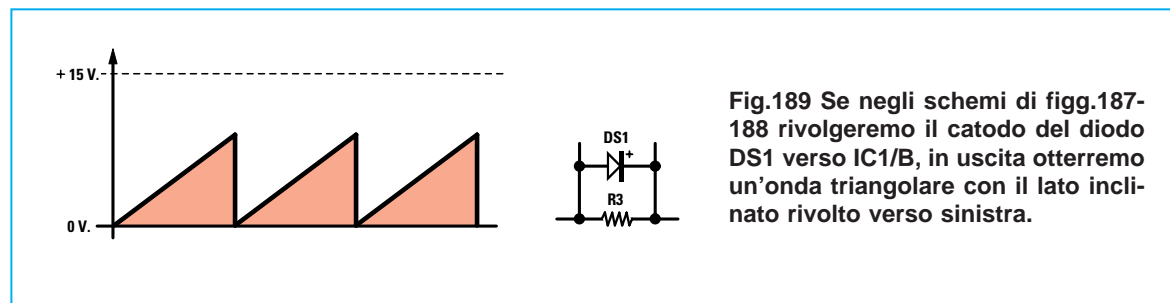 + 15 V.
0 V.
DS1
+
R3
Fig.189 Se negli schemi di figg.187-
188 rivolgeremo il catodo del diodo
DS1 verso IC1/B, in uscita otterremo
un'onda triangolare con il lato incli-
nato rivolto verso sinistra.